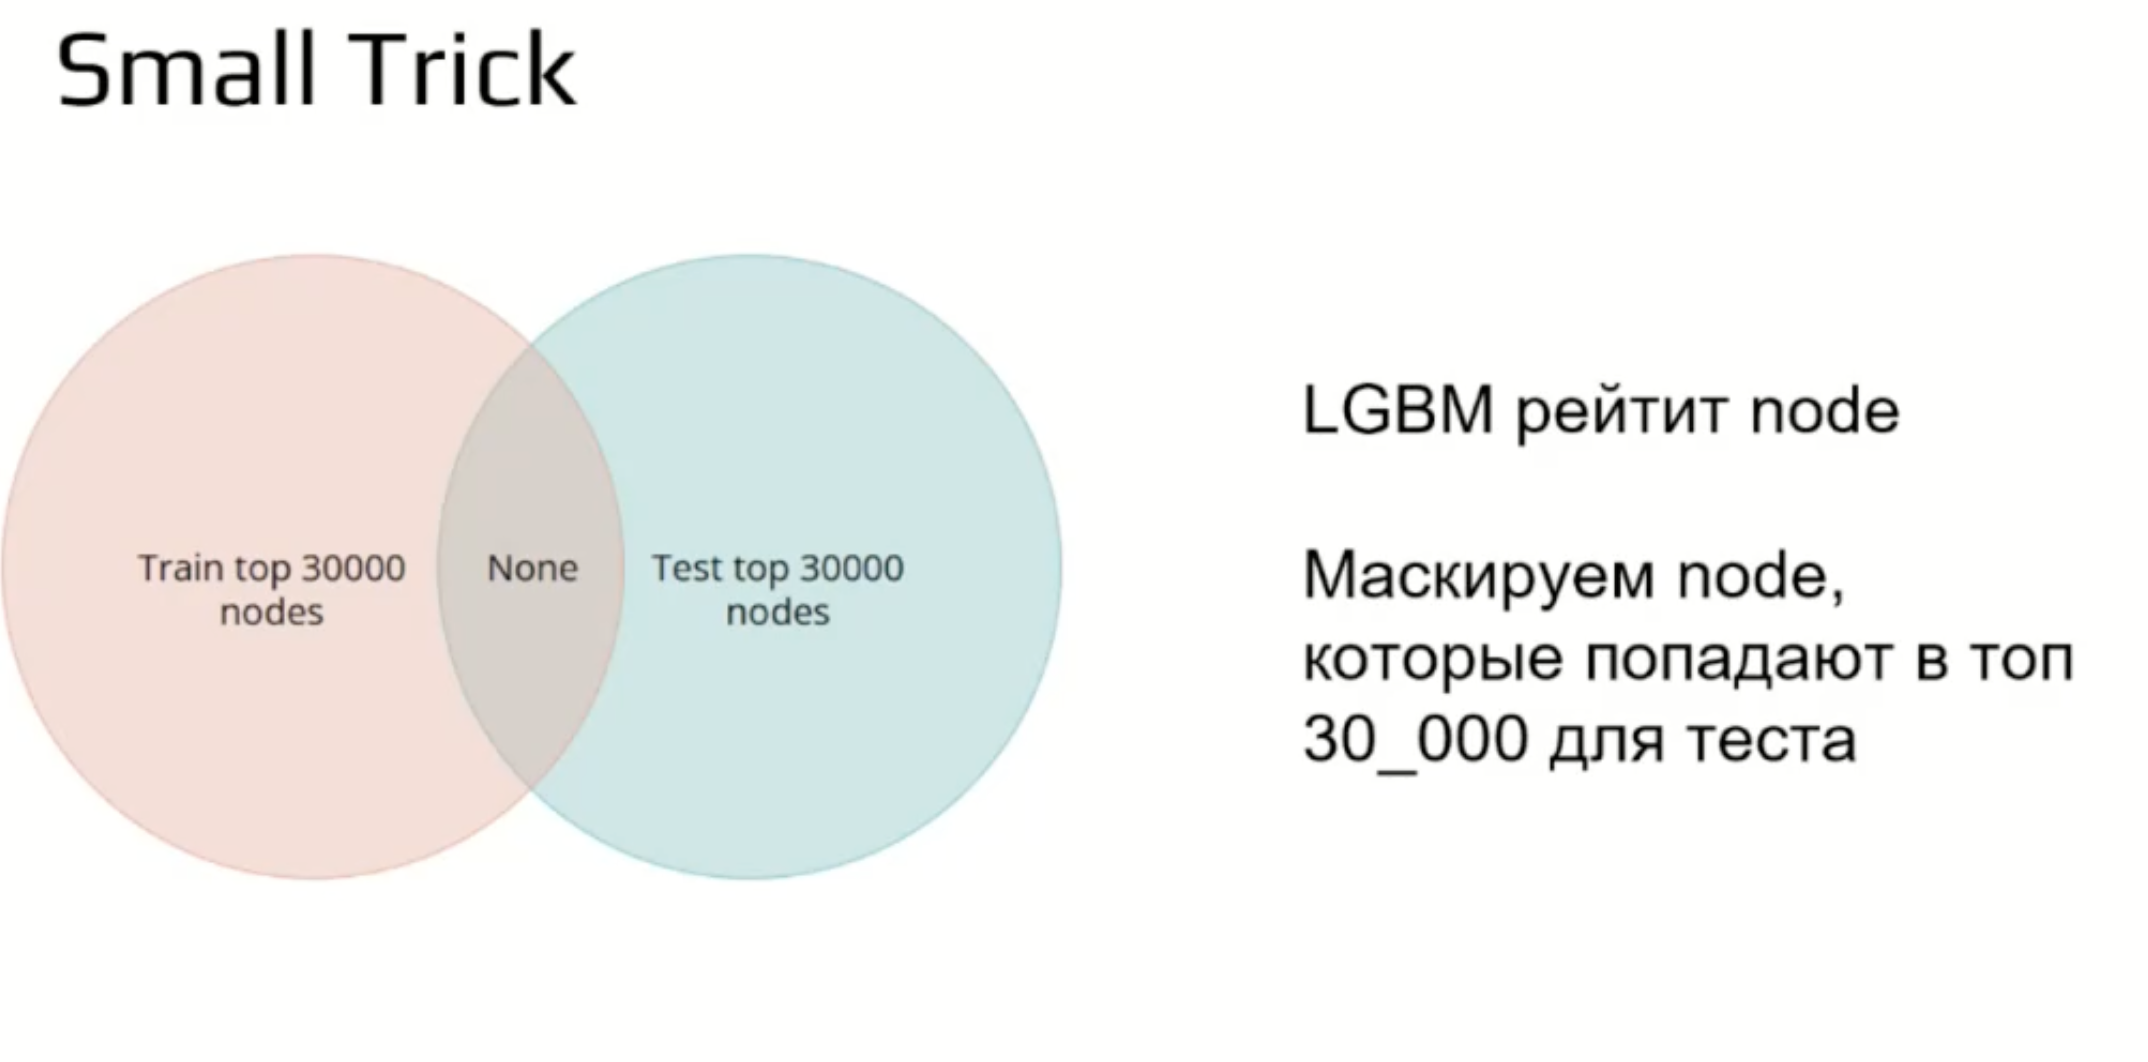 Small Trick
Train top 30000
nodes
None
Test top 30000
nodes
LGBM рейтит node
Маскируем node,
которые попадают в топ
30_000 для теста